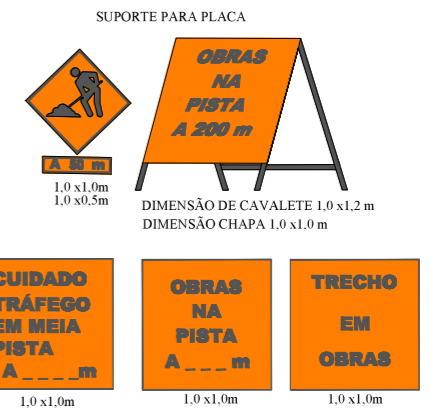 SUPORTE PARA PLACA
OBRAS
NA
PISTA
A 200 m
A 50 m
1,0 x1,0m
1,0 x0,5m
DIMENSÃO DE CAVALETE 1,0 x1,2 m
DIMENSÃO CHAPA 1,0 x1,0 m
CUIDADO
TRÁFEGO
EM MEIA
PISTA
A _ _ _ _m
1,0 x1,0m
OBRAS
NA
PISTA
A _ _ _ m
1,0 x1,0m
TRECHO
EM
OBRAS
1,0 x1,0m